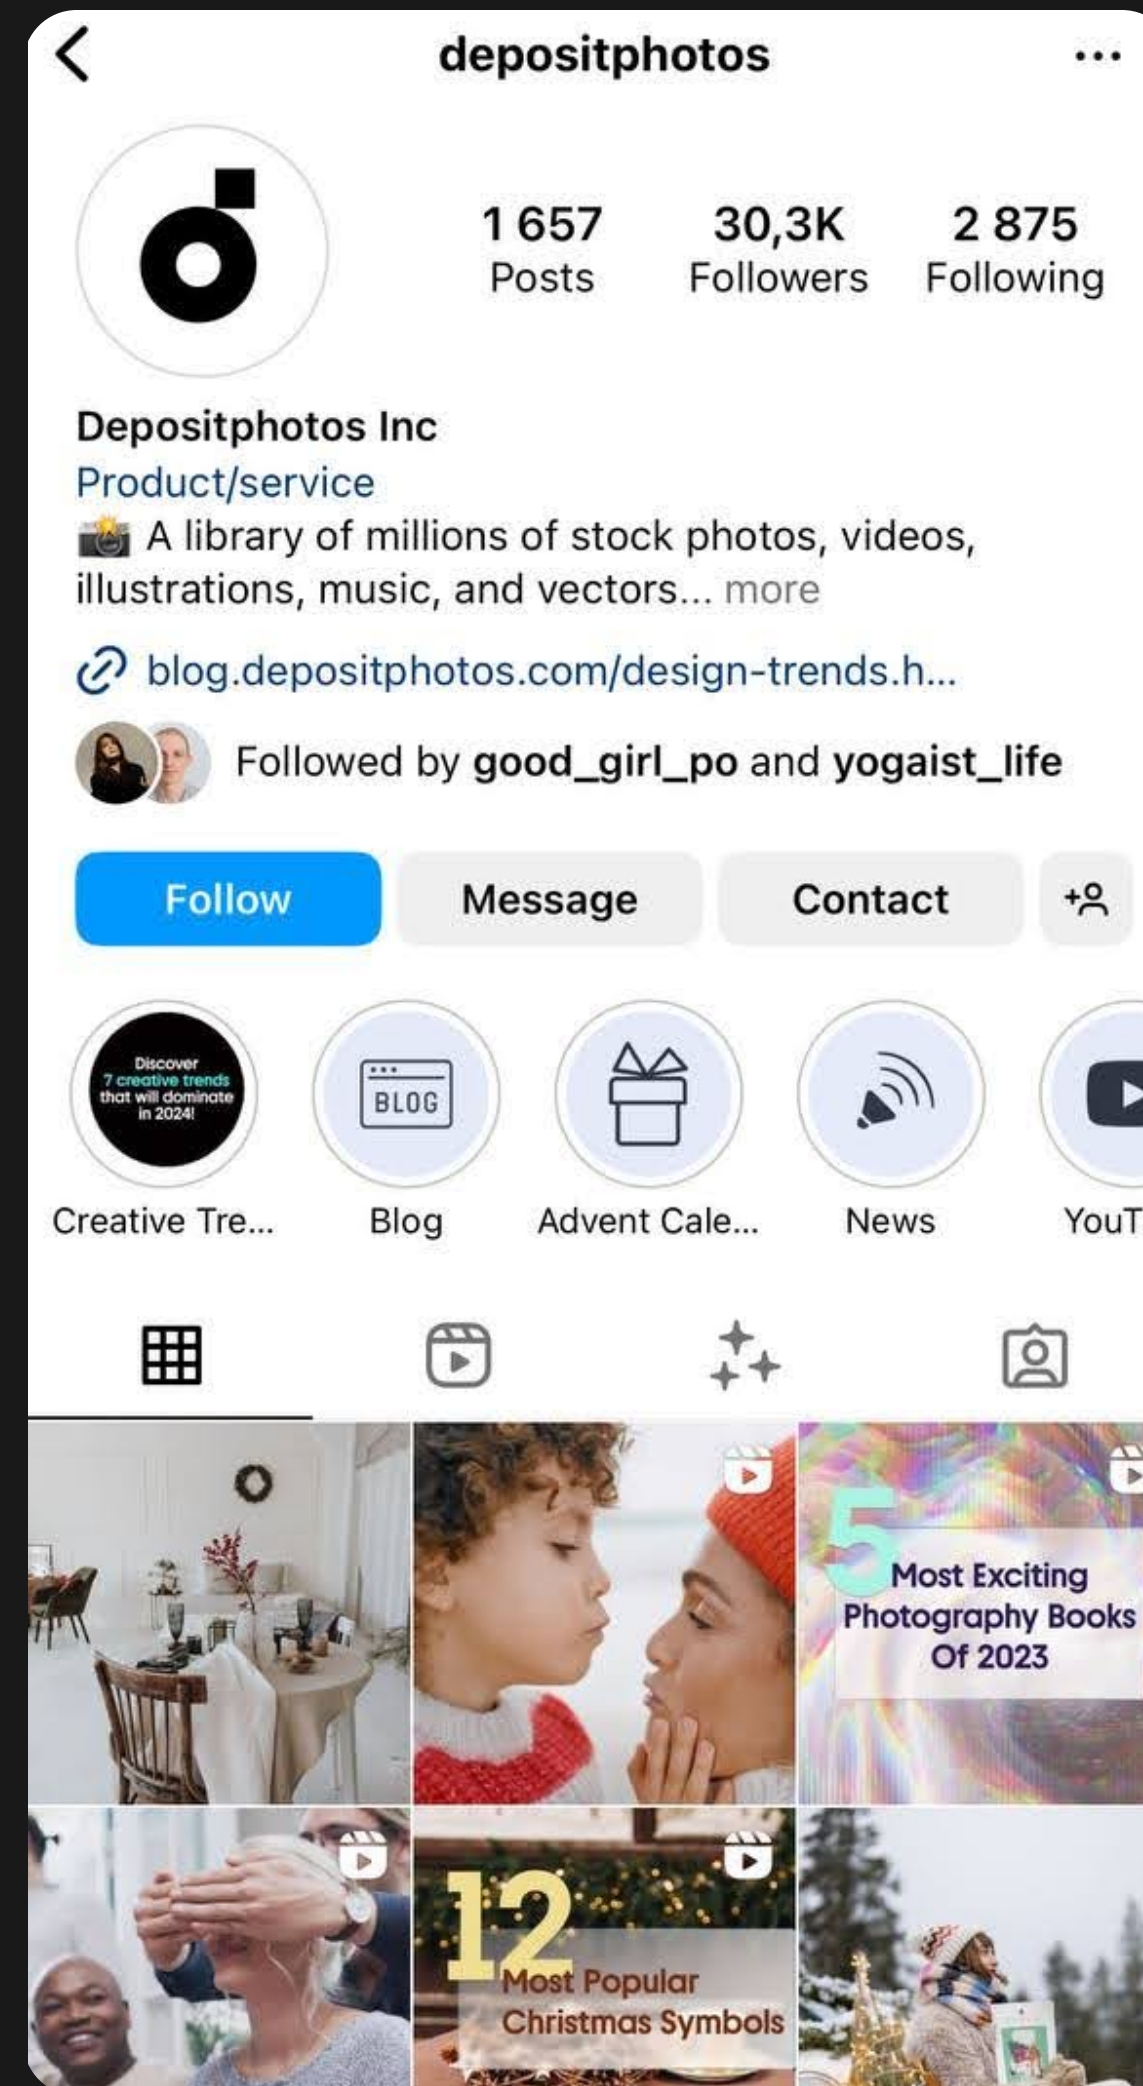 depositphotos
1 657 30,3K 2 875
Posts Followers Following
Depositphotos Inc
Product/service
📸 A library of millions of stock photos, videos,
illustrations, music, and vectors... more
blog.depositphotos.com/design-trends.h...
Followed by good_girl_po and yogaist_life
Follow Message Contact
Discover
7 creative trends
that will dominate
in 2024!
BLOG
Creative Tre... Blog Advent Cale... News YouT
5
Most Exciting
Photography Books
Of 2023
12
Most Popular
Christmas Symbols